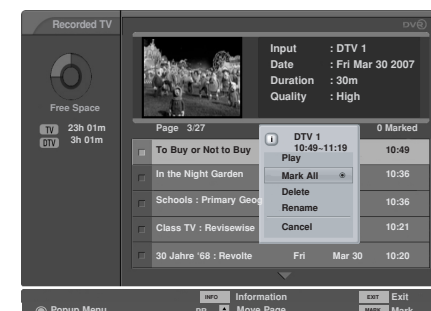 Recorded TV
DVR
Input : DTV 1
Date : Fri Mar 30 2007
Duration : 30m
Quality : High
Free Space
TV 23h 01m
DTV 3h 01m
Page 3/27
0 Marked
To Buy or Not to Buy 10:49
In the Night Garden 10:36
Schools : Primary Geog 10:36
Class TV : Revisewise 10:21
30 Jahre '68 : Revolte Fri Mar 30 10:20
i DTV 1
10:49~11:19
Play
Mark All
Delete
Rename
Cancel
INFO Information EXIT Exit
Popup Menu PR Move Page MARK Mark